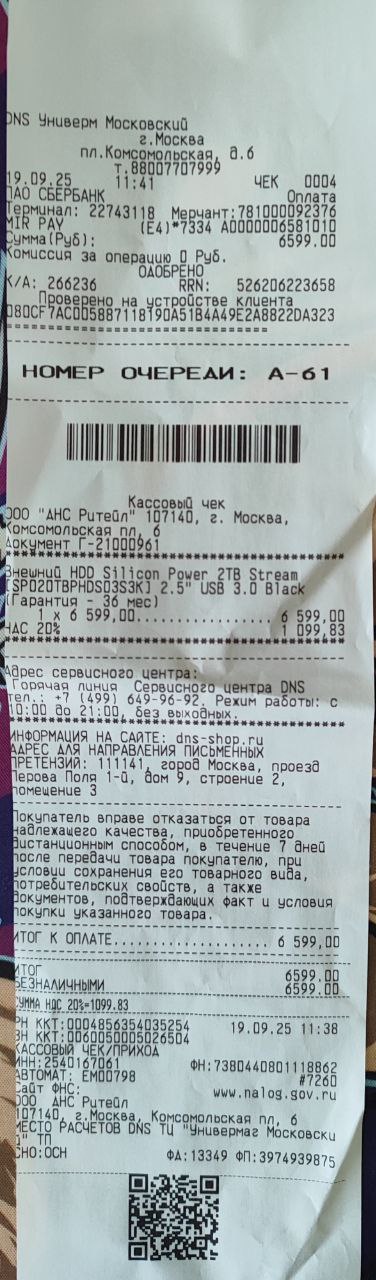 DNS Универм Московский
г.Москва
пл.Комсомольская, д.6
т.88007707999
19.09.25 11:41 ЧЕК 0004
ПАО СБЕРБАНК Оплата
Терминал: 22743118 Мерчант:781000092376
MIR PAY (E4)*7334 A0000006581010
Сумма(Руб): 6599.00
Комиссия за операцию 0 Руб.
ОДОБРЕНО
К/А: 266236 RRN: 526206223658
Проверено на устройстве клиента
080CF7AC0D588711819DA51B4A49E2A8822DA323
==============================
НОМЕР ОЧЕРЕДИ: А-61
Кассовый чек
ООО "ДНС Ритейл" 107140, г. Москва,
Комсомольская пл, 6
Документ Г-21000961
Внешний HDD Silicon Power 2TB Stream
[SP020TBPHDS03S3K] 2.5" USB 3.0 Black
(Гарантия - 36 мес)
1 x 6 599,00................. 6 599,00
НДС 20% 1 099,83
Адрес сервисного центра:
Горячая линия Сервисного центра DNS
тел.: +7 (499) 649-96-92. Режим работы: с
10:00 до 21:00, без выходных.
ИНФОРМАЦИЯ НА САЙТЕ: dns-shop.ru
АДРЕС ДЛЯ НАПРАВЛЕНИЯ ПИСЬМЕННЫХ
ПРЕТЕНЗИЙ: 111141, город Москва, проезд
Перова Поля 1-й, дом 9, строение 2,
помещение 3
Покупатель вправе отказаться от товара
надлежащего качества, приобретенного
дистанционным способом, в течение 7 дней
после передачи товара покупателю, при
условии сохранения его товарного вида,
потребительских свойств, а также
документов, подтверждающих факт и условия
покупки указанного товара.
ИТОГ К ОПЛАТЕ................... 6 599,00
ИТОГ 6599.00
БЕЗНАЛИЧНЫМИ 6599.00
СУММА НДС 20%=1099.83
РН ККТ:0004856354035254 19.09.25 11:38
ЗН ККТ:0060050005026504
КАССОВЫЙ ЧЕК/ПРИХОД
ИНН:2540167061 ФН:7380440801118862
АВТОМАТ: EM00798 #7260
Сайт ФНС: www.nalog.gov.ru
ООО ДНС Ритейл
107140, г.Москва, Комсомольская пл, 6
МЕСТО РАСЧЕТОВ DNS ТЦ "Универмаг Московски
й" ТП
СНО:ОСН ФД:13349 ФП:3974939875